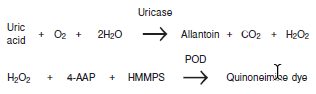 Uricase
Uric acid + O₂ + 2H₂O → Allantoin + CO₂ + H₂O₂
POD
H₂O₂ + 4-AAP + HMMPS → Quinoneimine dye